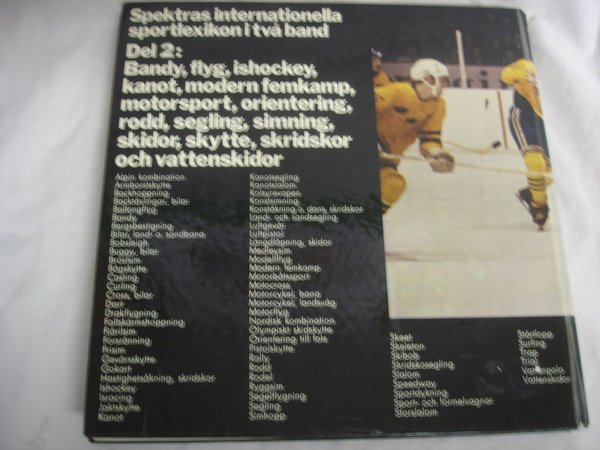 Spektras internationella
sportlexikon i två band
Del 2:
Bandy, flyg, ishockey,
kanot, modern femkamp,
motorsport, orientering,
rodd, segling, simning,
skidor, skytte, skridskor
och vattenskidor
Alpin kombination
Armborstskytte
Backhoppning
Backtävlingar, bilar
Ballongflyg
Bandy
Bergsbestigning
Bilar, land- o. sandbana
Bobsleigh
Buggy, bilar
Bröstsim
Bågskytte
Casting
Curling
Cross, bilar
Dart
Drakflygning
Fallskärmshoppning
Fjärilsim
Forsränning
Frisim
Gevärsskytte
Gokart
Hastighetsåkning, skridskor
Ishockey
Isracing
Jaktskytte
Kanot
Kanotsegling
Kanotslalom
Kolsyrevapen
Konstsimning
Konståkning o. dans, skridskor
Land- och sandsegling
Luftgevär
Luftpistol
Längdlöpning, skidor
Medleysim
Modellflyg
Modern femkamp
Motorbåtssport
Motocross
Motorcykel, bana
Motorcykel, landsväg
Motorflyg
Nordisk kombination
Olympiskt skidskytte
Orientering till fots
Pistolskytte
Rally
Rodd
Rodel
Ryggsim
Segelflygning
Segling
Simhopp
Skeet
Skeleton
Skibob
Skridskosegling
Slalom
Speedway
Sportdykning
Sport- och formelvagnar
Storslalom
Störtlopp
Surfing
Trap
Trial
Vattenpolo
Vattenskidor